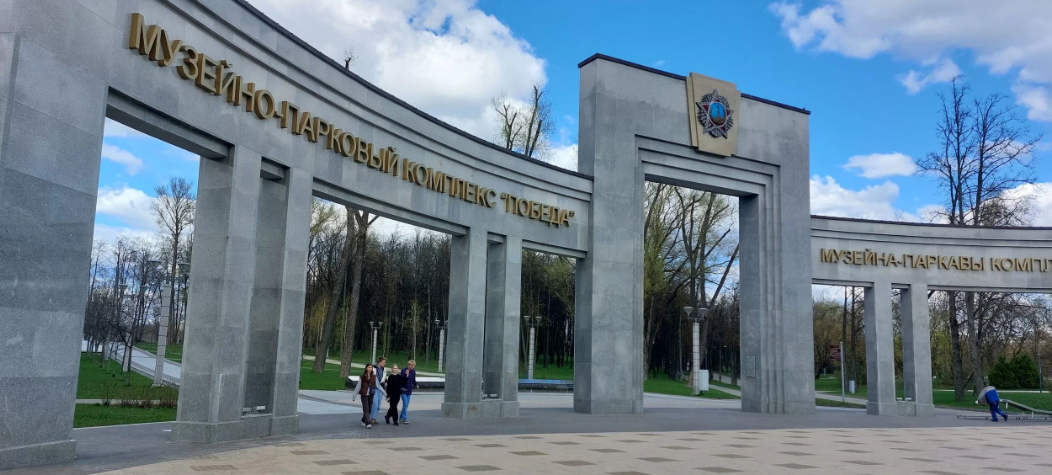 МУЗЕЙНО-ПАРКОВЫЙ КОМПЛЕКС "ПОБЕДА"
МУЗЕЙНА-ПАРКАВЫ